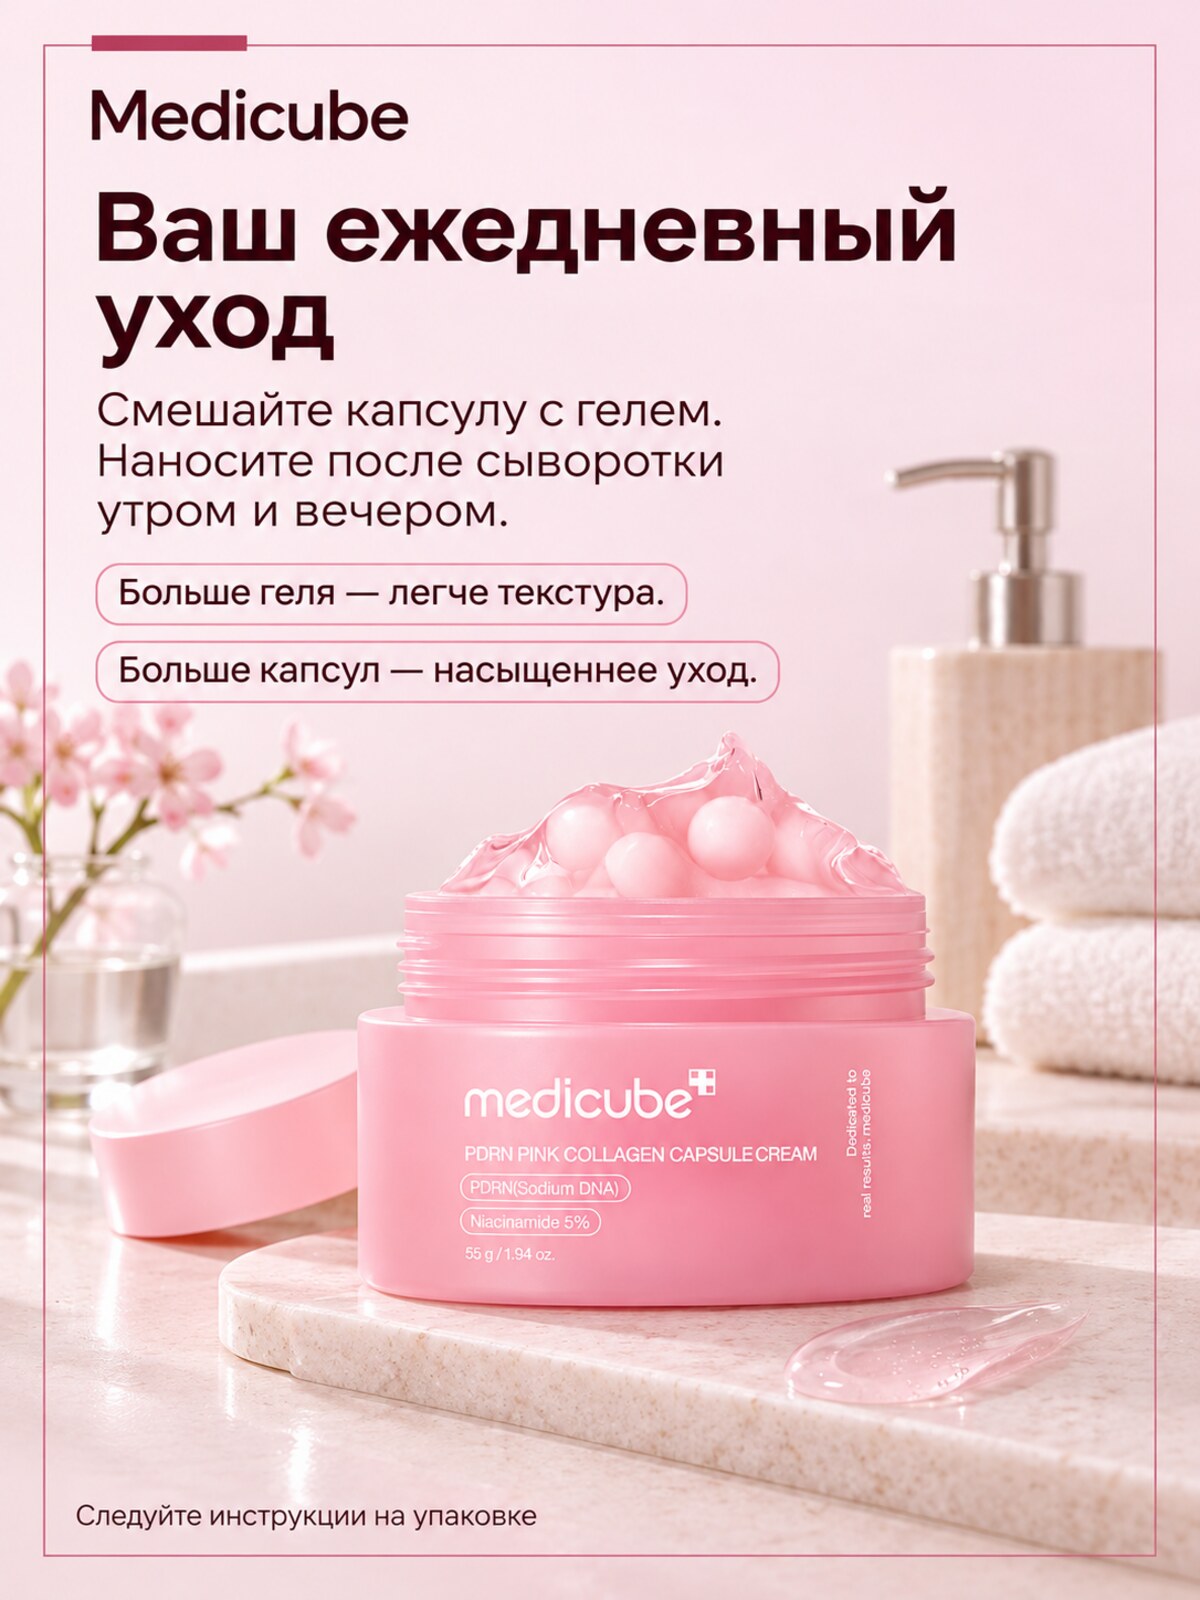 Medicube
Ваш ежедневный
уход
Смешайте капсулу с гелем.
Наносите после сыворотки
утром и вечером.
Больше геля — легче текстура.
Больше капсул — насыщеннее уход.
medicube
PDRN PINK COLLAGEN CAPSULE CREAM
PDRN(Sodium DNA)
Niacinamide 5%
55 g / 1.94 oz.
Dedicated to
real results, medicube
Следуйте инструкции на упаковке